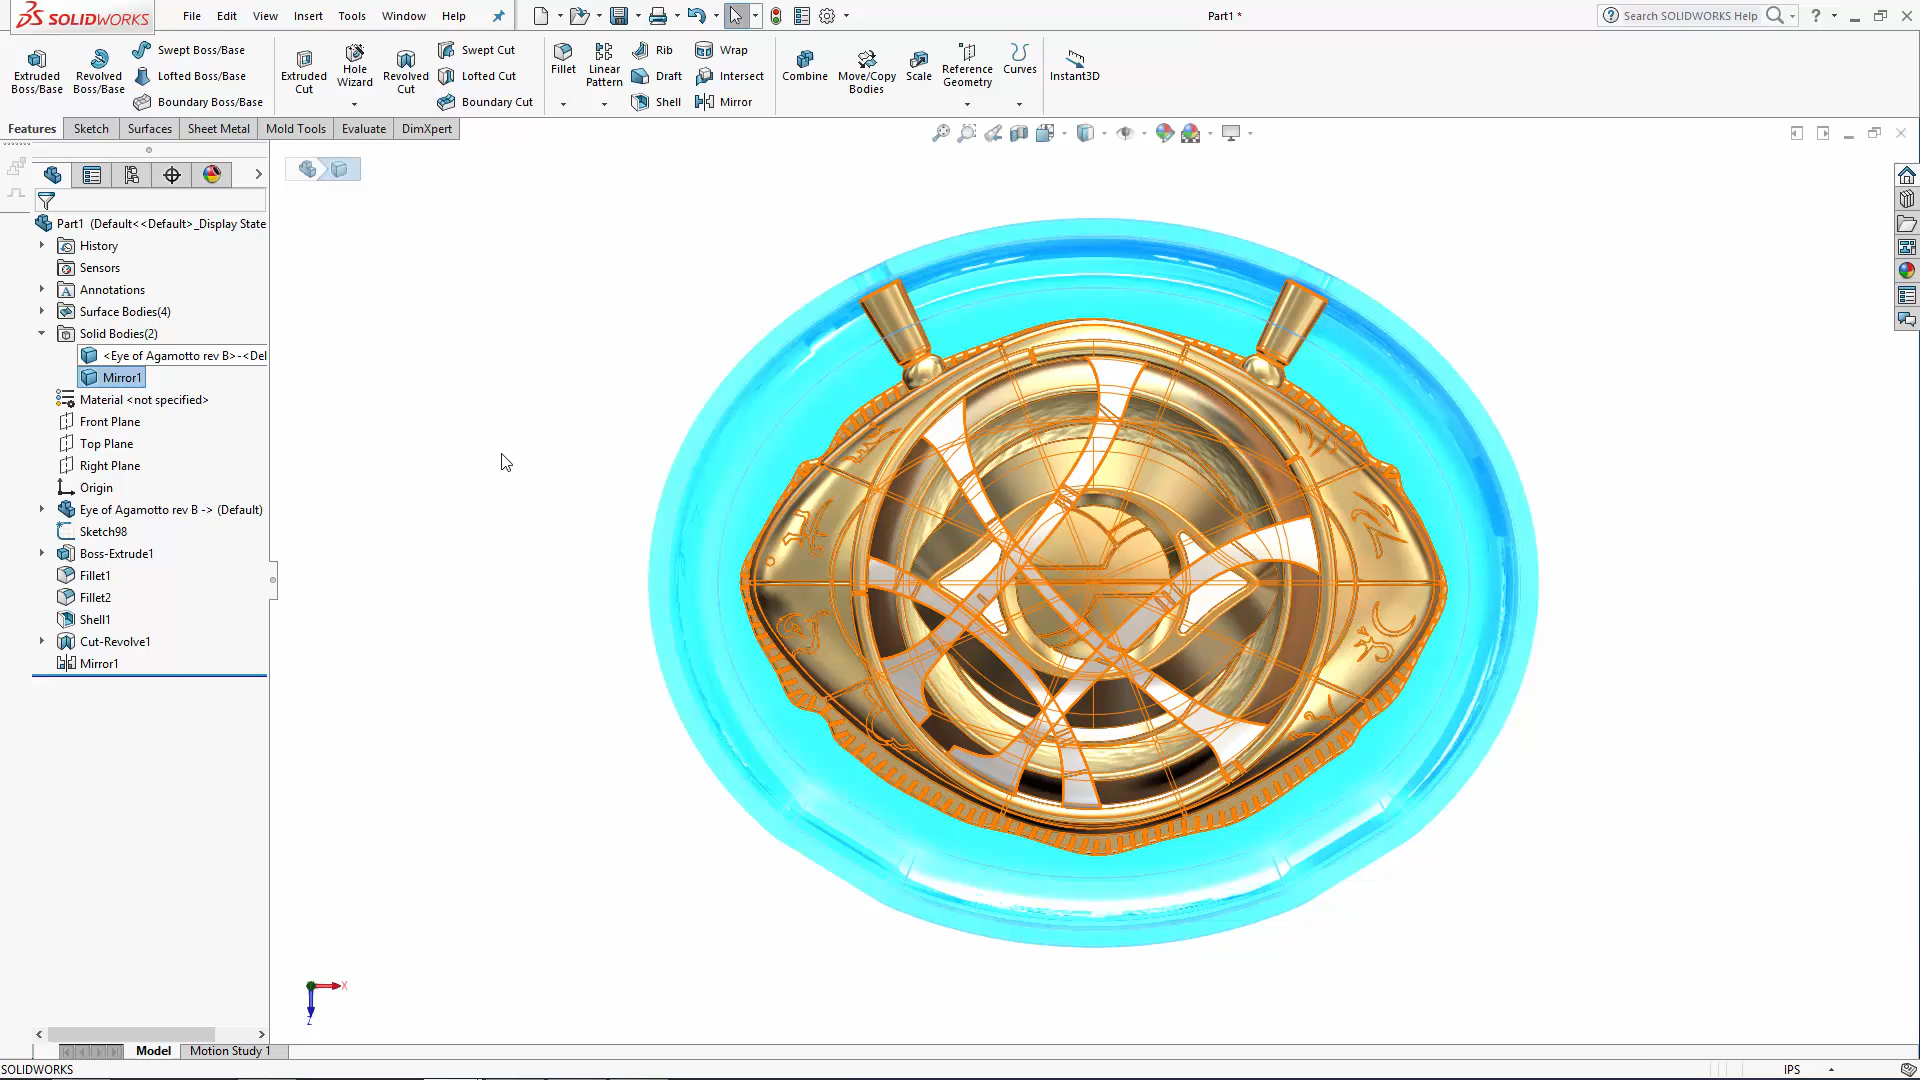 SOLIDWORKS File Edit View Insert Tools Window Help Part1 * Search SOLIDWORKS Help
Extruded Boss/Base
Revolved Boss/Base
Swept Boss/Base
Lofted Boss/Base
Boundary Boss/Base
Extruded Cut
Hole Wizard
Revolved Cut
Swept Cut
Lofted Cut
Boundary Cut
Fillet
Linear Pattern
Rib
Draft
Shell
Wrap
Intersect
Mirror
Combine
Move/Copy Bodies
Scale
Reference Geometry
Curves
Instant3D
Features Sketch Surfaces Sheet Metal Mold Tools Evaluate DimXpert
Part1 (Default<<Default>_Display State
History
Sensors
Annotations
Surface Bodies(4)
Solid Bodies(2)
<Eye of Agamotto rev B>-<Del
Mirror1
Material <not specified>
Front Plane
Top Plane
Right Plane
Origin
Eye of Agamotto rev B -> (Default)
Sketch98
Boss-Extrude1
Fillet1
Fillet2
Shell1
Cut-Revolve1
Mirror1
X
Z
Model Motion Study 1
SOLIDWORKS IPS